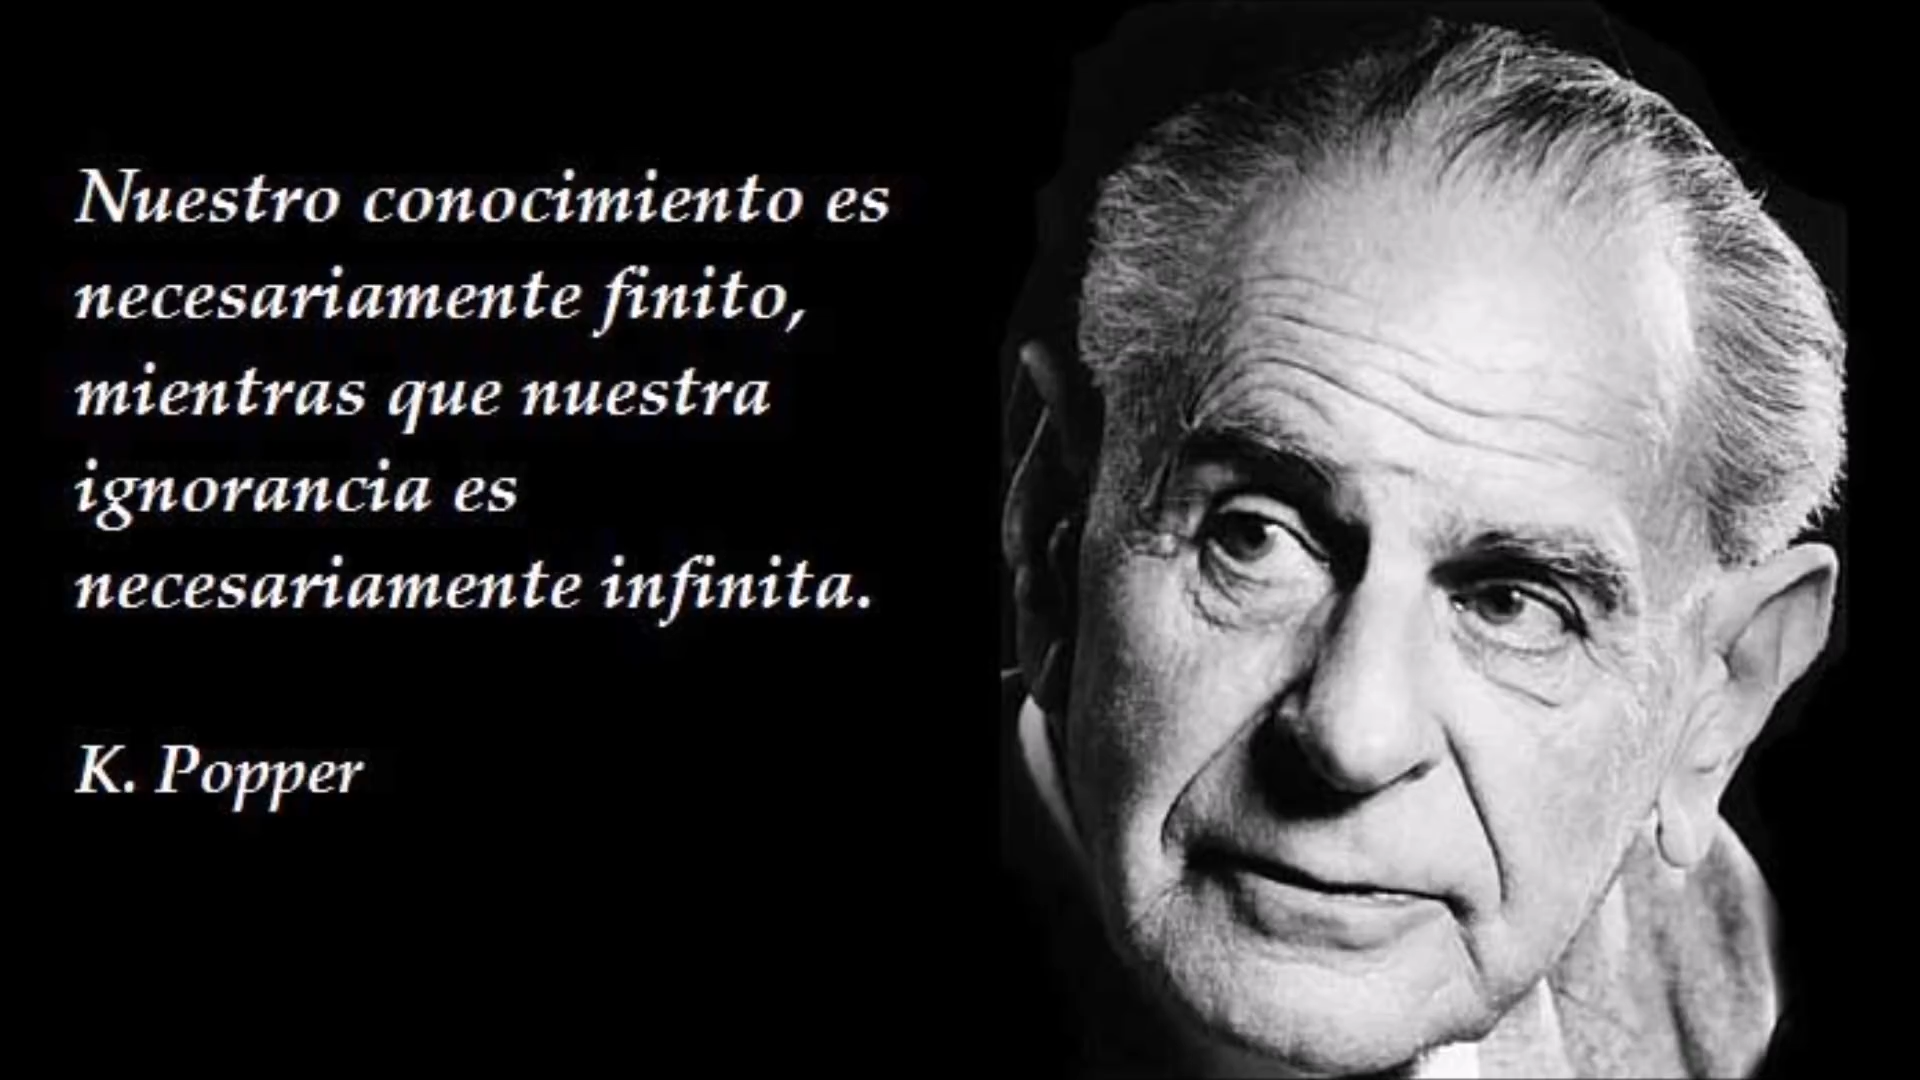 Nuestro conocimiento es
necesariamente finito,
mientras que nuestra
ignorancia es
necesariamente infinita.
K. Popper